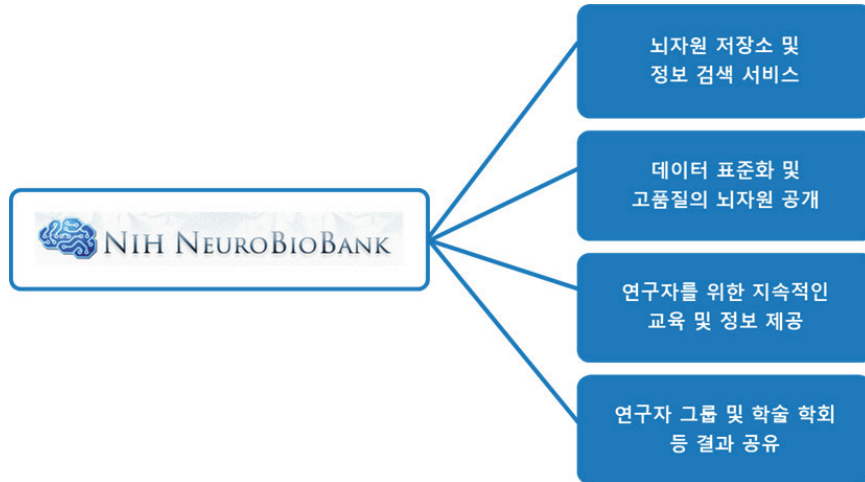 NIH NEUROBIOBANK
뇌자원 저장소 및
정보 검색 서비스
데이터 표준화 및
고품질의 뇌자원 공개
연구자를 위한 지속적인
교육 및 정보 제공
연구자 그룹 및 학술 학회
등 결과 공유